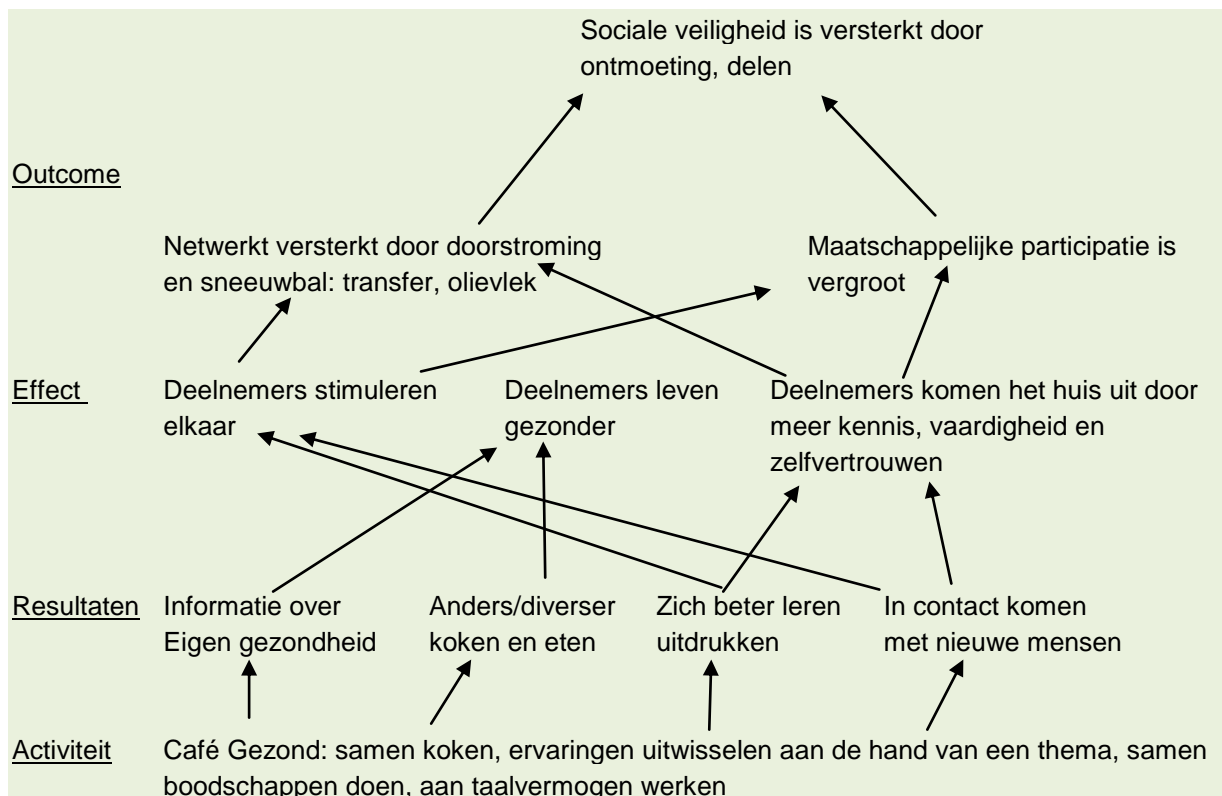 Sociale veiligheid is versterkt door
ontmoeting, delen
Outcome
Netwerkt versterkt door doorstroming
en sneeuwbal: transfer, olievlek
Maatschappelijke participatie is
vergroot
Effect
Deelnemers stimuleren
elkaar
Deelnemers leven
gezonder
Deelnemers komen het huis uit door
meer kennis, vaardigheid en
zelfvertrouwen
Resultaten
Informatie over
Eigen gezondheid
Anders/diverser
koken en eten
Zich beter leren
uitdrukken
In contact komen
met nieuwe mensen
Activiteit
Café Gezond: samen koken, ervaringen uitwisselen aan de hand van een thema, samen
boodschappen doen, aan taalvermogen werken